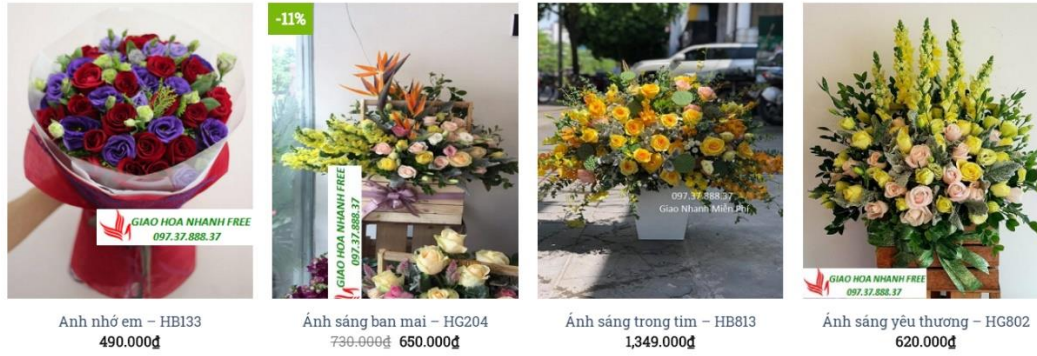 GIAO HOA NHANH FREE
097.37.888.37
-11%
GIAO HOA NHANH FREE
097.37.888.37
097.37.888.37
Giao Nhanh Miễn Phí
GIAO HOA NHANH FREE
097.37.888.37
Anh nhớ em – HB133
490.000₫
Ánh sáng ban mai – HG204
730.000₫ 650.000₫
Ánh sáng trong tim – HB813
1,349.000₫
Ánh sáng yêu thương – HG802
620.000₫